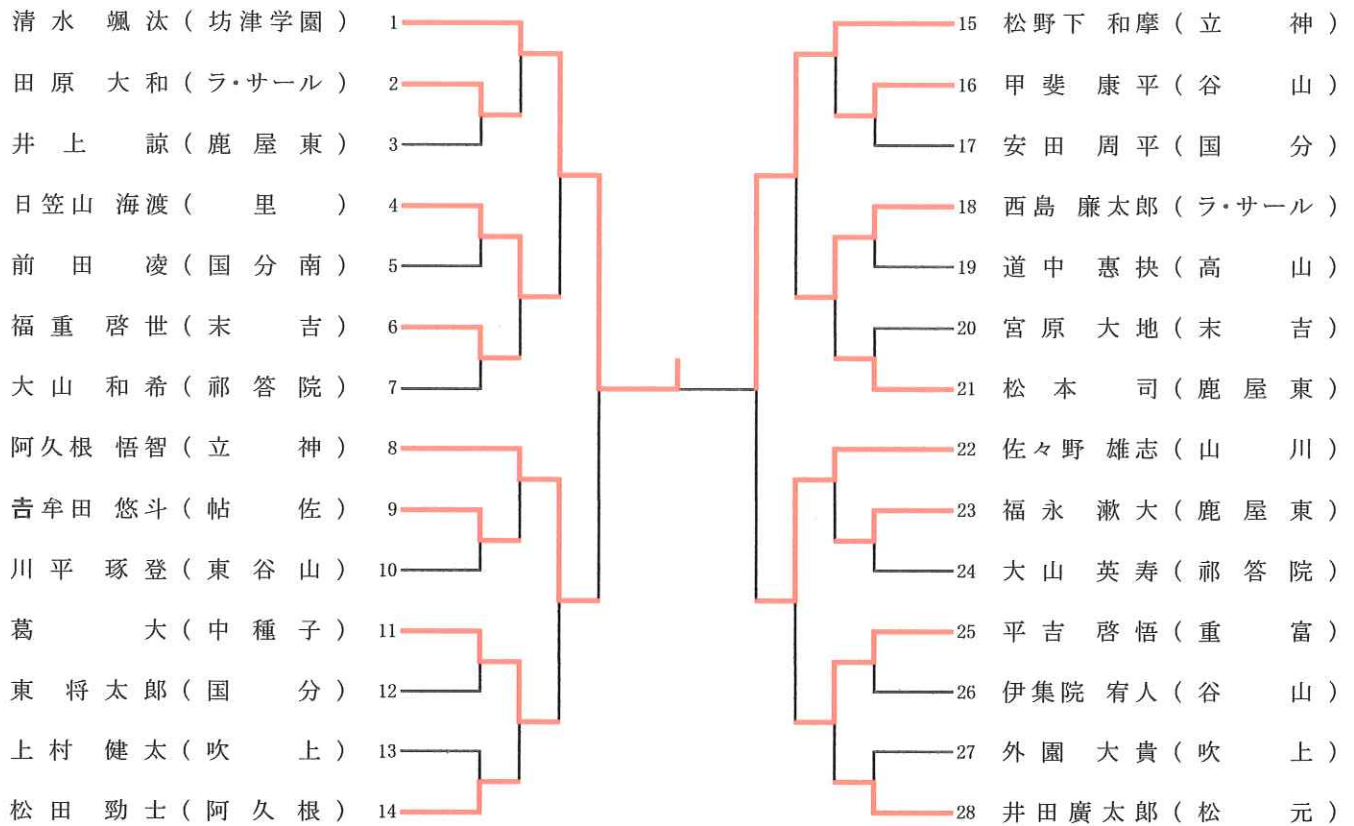 清水 颯汰 ( 坊津学園 ) 1
田原 大和 ( ラ・サール ) 2
井上 諒 ( 鹿屋東 ) 3
日笠山 海渡 ( 里 ) 4
前田 凌 ( 国分南 ) 5
福重 啓世 ( 末吉 ) 6
大山 和希 ( 祁答院 ) 7
阿久根 悟智 ( 立神 ) 8
𠮷牟田 悠斗 ( 帖佐 ) 9
川平 琢登 ( 東谷山 ) 10
葛 大 ( 中種子 ) 11
東 将太郎 ( 国分 ) 12
上村 健太 ( 吹上 ) 13
松田 勁士 ( 阿久根 ) 14
15 松野下 和摩 ( 立神 )
16 甲斐 康平 ( 谷山 )
17 安田 周平 ( 国分 )
18 西島 廉太郎 ( ラ・サール )
19 道中 惠抉 ( 高山 )
20 宮原 大地 ( 末吉 )
21 松本 司 ( 鹿屋東 )
22 佐々野 雄志 ( 山川 )
23 福永 漱大 ( 鹿屋東 )
24 大山 英寿 ( 祁答院 )
25 平吉 啓悟 ( 重富 )
26 伊集院 宥人 ( 谷山 )
27 外園 大貴 ( 吹上 )
28 井田廣太郎 ( 松元 )